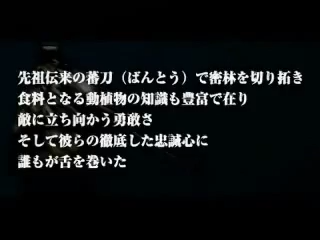 先祖伝来の蕃刀（ばんとう）で密林を切り拓き
食料となる動植物の知識も豊富で在り
敵に立ち向かう勇敢さ
そして彼らの徹底した忠誠心に
誰もが舌を巻いた